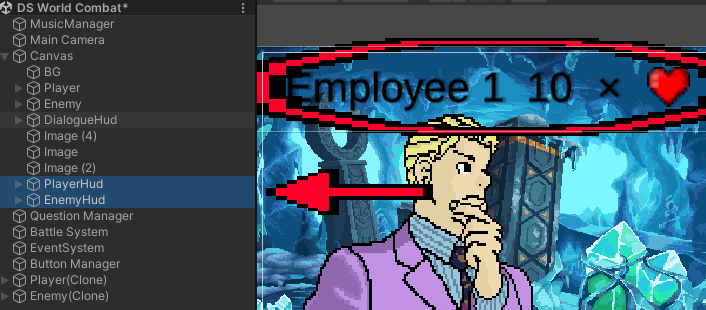 DS World Combat*
MusicManager
Main Camera
Canvas
BG
Player
Enemy
DialogueHud
Image (4)
Image
Image (2)
PlayerHud
EnemyHud
Question Manager
Battle System
EventSystem
Button Manager
Player(Clone)
Enemy(Clone)
Employee 1 10 ×